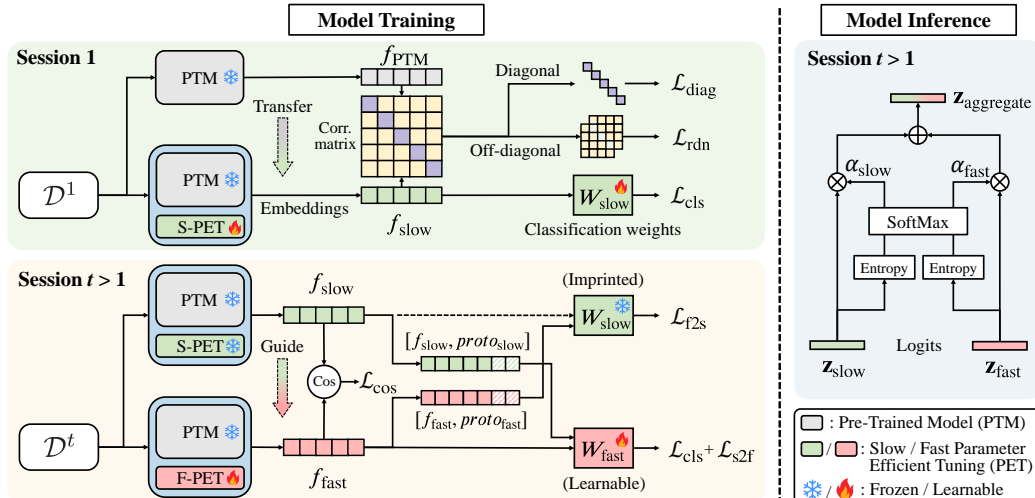 Model Training
Session 1
PTM
f_PTM
Transfer
Corr.
matrix
Diagonal
ℒ_diag
Off-diagonal
ℒ_rdn
𝒟^1
PTM
S-PET
Embeddings
f_slow
W_slow
ℒ_cls
Classification weights
Session t > 1
PTM
S-PET
f_slow
(Imprinted)
W_slow
ℒ_f2s
Guide
[f_slow, proto_slow]
Cos
ℒ_cos
[f_fast, proto_fast]
𝒟^t
PTM
F-PET
f_fast
W_fast
ℒ_cls + ℒ_s2f
(Learnable)
Model Inference
Session t > 1
z_aggregate
α_slow
α_fast
SoftMax
Entropy
Entropy
z_slow
Logits
z_fast
: Pre-Trained Model (PTM)
/ : Slow / Fast Parameter
Efficient Tuning (PET)
/ : Frozen / Learnable